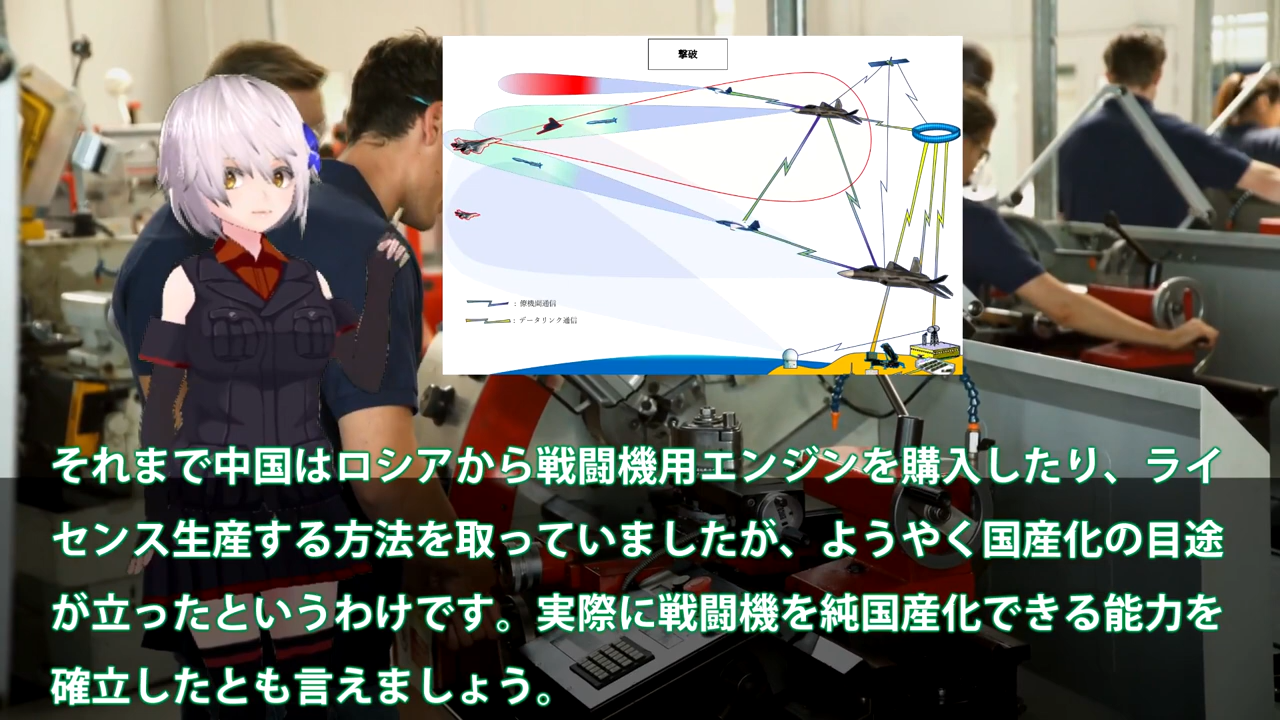 撃破
: 僚機間通信
: データリンク通信
それまで中国はロシアから戦闘機用エンジンを購入したり、ライ
センス生産する方法を取っていましたが、ようやく国産化の目途
が立ったというわけです。実際に戦闘機を純国産化できる能力を
確立したとも言えましょう。